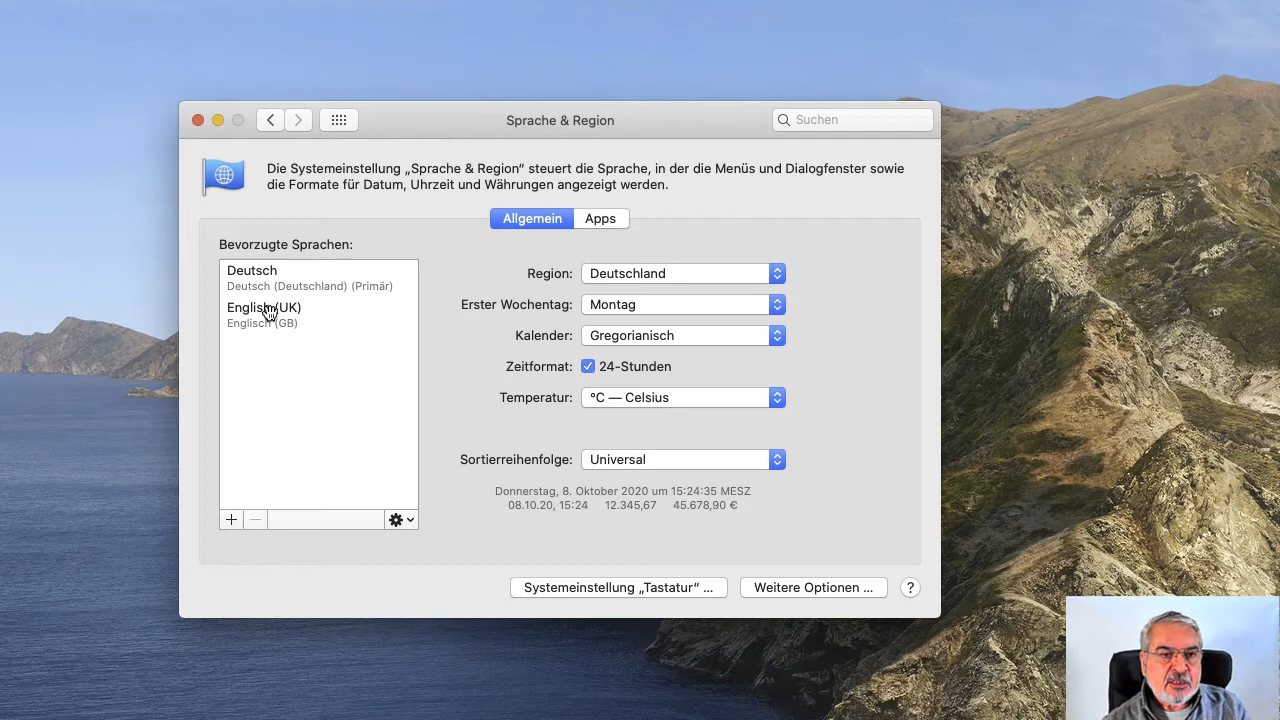 Sprache & Region
Suchen
Die Systemeinstellung „Sprache & Region“ steuert die Sprache, in der die Menüs und Dialogfenster sowie
die Formate für Datum, Uhrzeit und Währungen angezeigt werden.
Allgemein
Apps
Bevorzugte Sprachen:
Deutsch
Deutsch (Deutschland) (Primär)
English (UK)
Englisch (GB)
Region: Deutschland
Erster Wochentag: Montag
Kalender: Gregorianisch
Zeitformat: 24-Stunden
Temperatur: °C — Celsius
Sortierreihenfolge: Universal
Donnerstag, 8. Oktober 2020 um 15:24:35 MESZ
08.10.20, 15:24 12.345,67 45.678,90 €
Systemeinstellung „Tastatur“ ...
Weitere Optionen ...
?